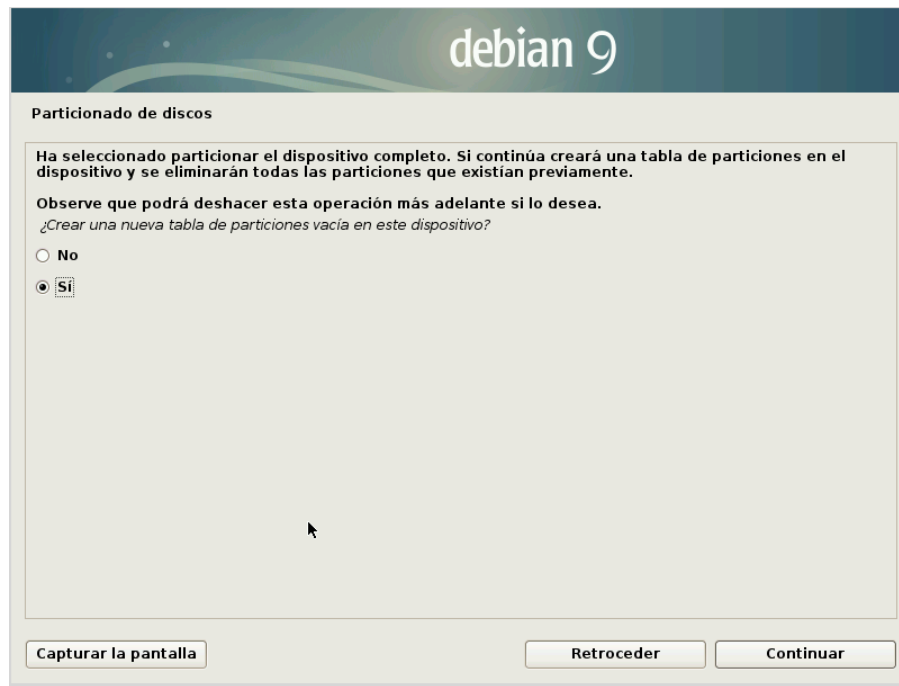 debian 9
Particionado de discos
Ha seleccionado particionar el dispositivo completo. Si continúa creará una tabla de particiones en el
dispositivo y se eliminarán todas las particiones que existían previamente.
Observe que podrá deshacer esta operación más adelante si lo desea.
¿Crear una nueva tabla de particiones vacía en este dispositivo?
No
Sí
Capturar la pantalla
Retroceder
Continuar